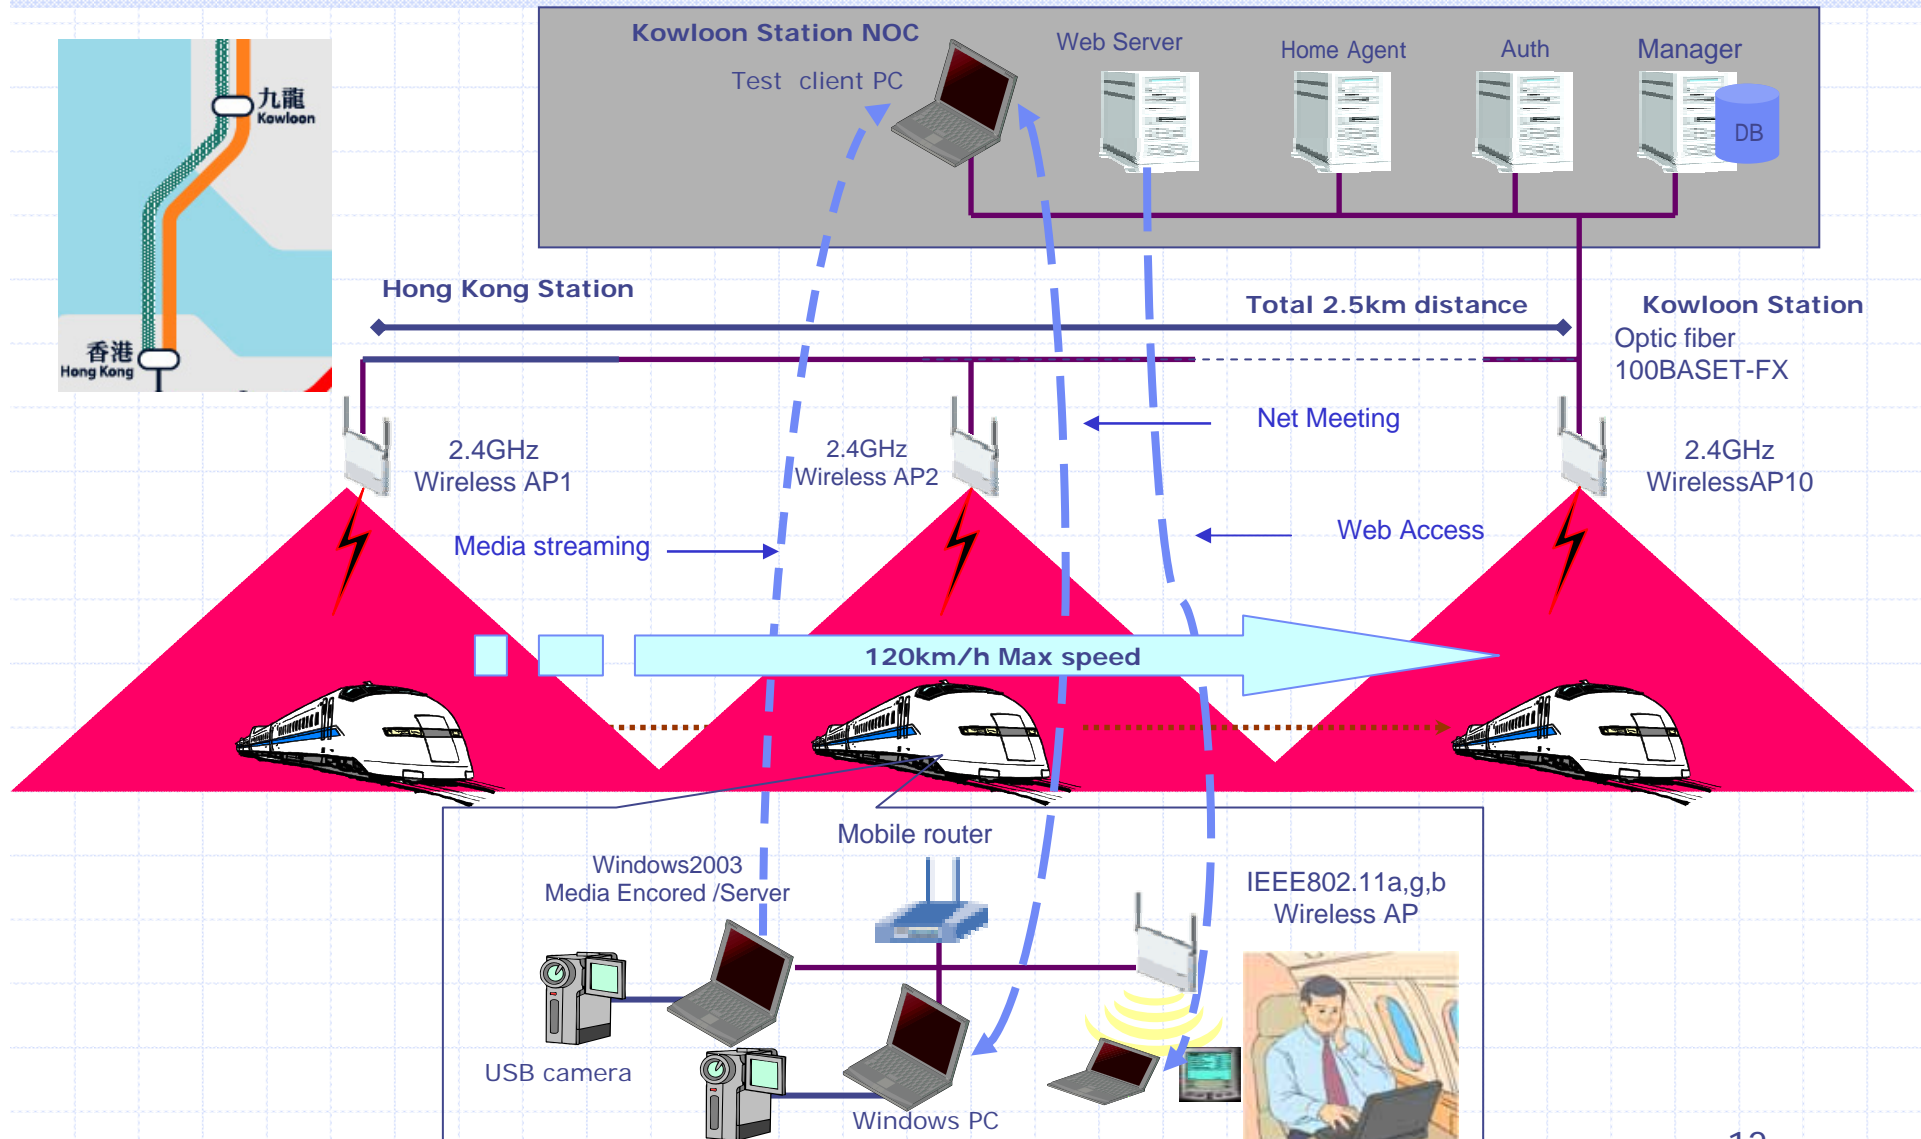 Kowloon Station NOC
Test client PC
Web Server
Home Agent
Auth
Manager
DB
九龍
Kowloon
香港
Hong Kong
Hong Kong Station
Total 2.5km distance
Kowloon Station
Optic fiber
100BASET-FX
Net Meeting
2.4GHz
Wireless AP1
2.4GHz
Wireless AP2
2.4GHz
WirelessAP10
Media streaming
Web Access
120km/h Max speed
Mobile router
Windows2003
Media Encored /Server
IEEE802.11a,g,b
Wireless AP
USB camera
Windows PC